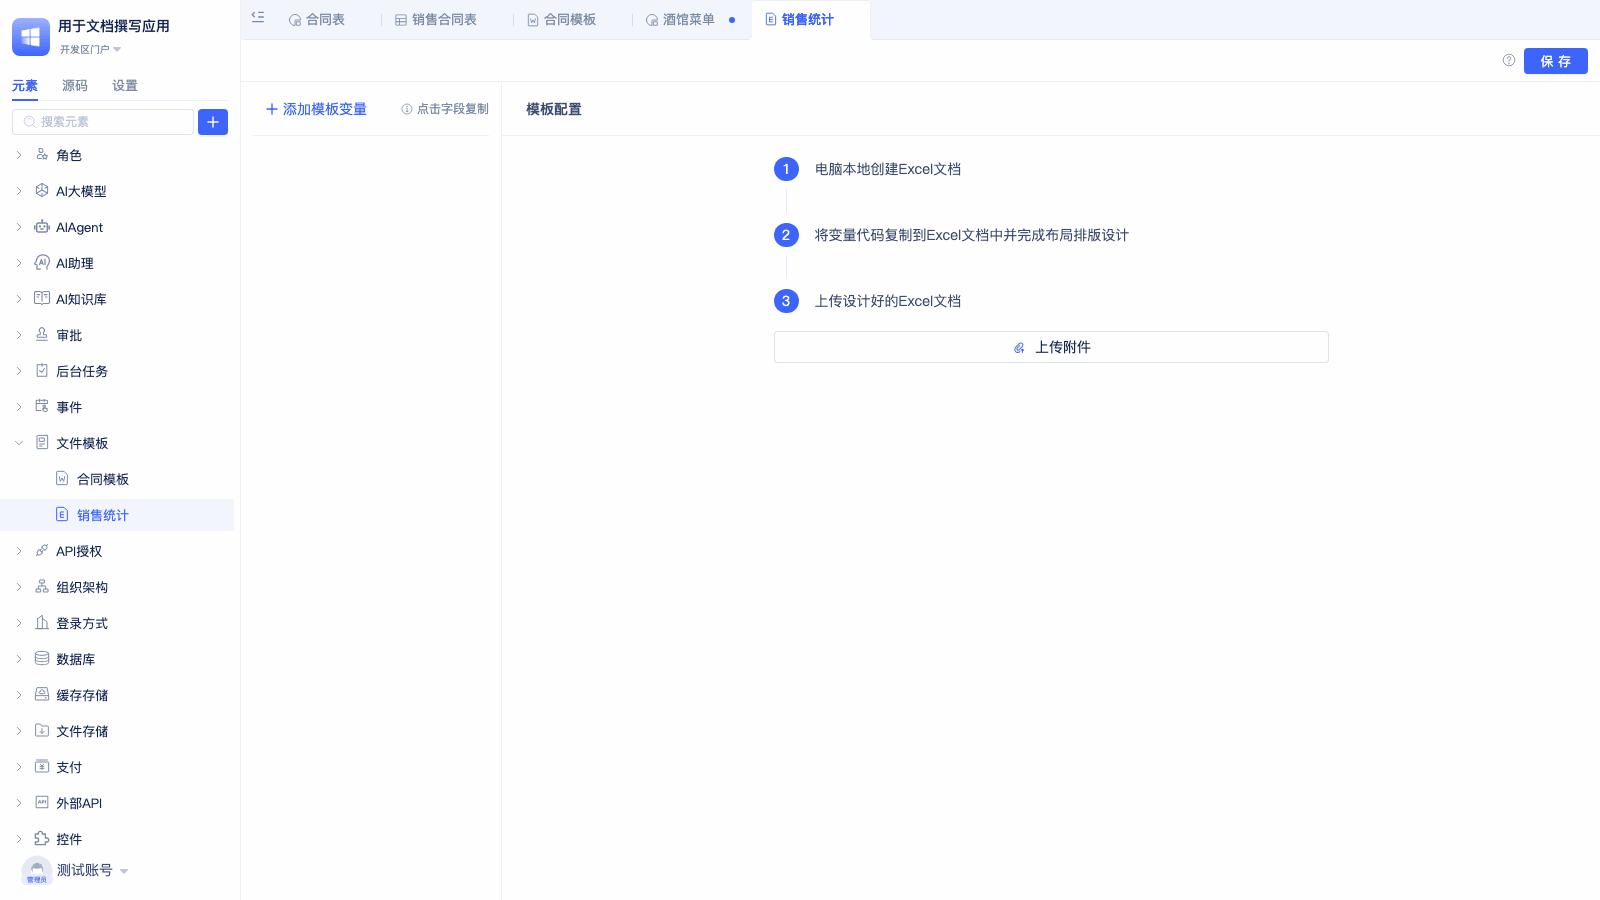 用于文档撰写应用
开发区门户
元素 源码 设置
搜索元素
角色
AI大模型
AIAgent
AI助理
AI知识库
审批
后台任务
事件
文件模板
合同模板
销售统计
API授权
组织架构
登录方式
数据库
缓存存储
文件存储
支付
外部API
控件
测试账号
管理员
合同表 销售合同表 合同模板 酒馆菜单 销售统计
保存
添加模板变量 点击字段复制
模板配置
1 电脑本地创建Excel文档
2 将变量代码复制到Excel文档中并完成布局排版设计
3 上传设计好的Excel文档
上传附件